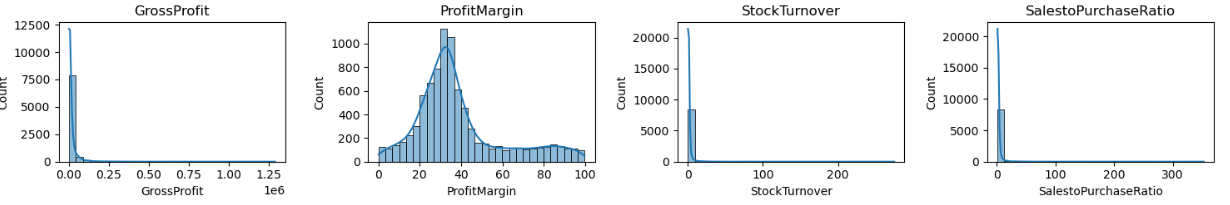 GrossProfit
12500
10000
7500
5000
2500
0
Count
0.00 0.25 0.50 0.75 1.00 1.25
1e6
GrossProfit
ProfitMargin
1000
800
600
400
200
0
Count
0 20 40 60 80 100
ProfitMargin
StockTurnover
20000
15000
10000
5000
0
Count
0 100 200
StockTurnover
SalestoPurchaseRatio
20000
15000
10000
5000
0
Count
0 100 200 300
SalestoPurchaseRatio